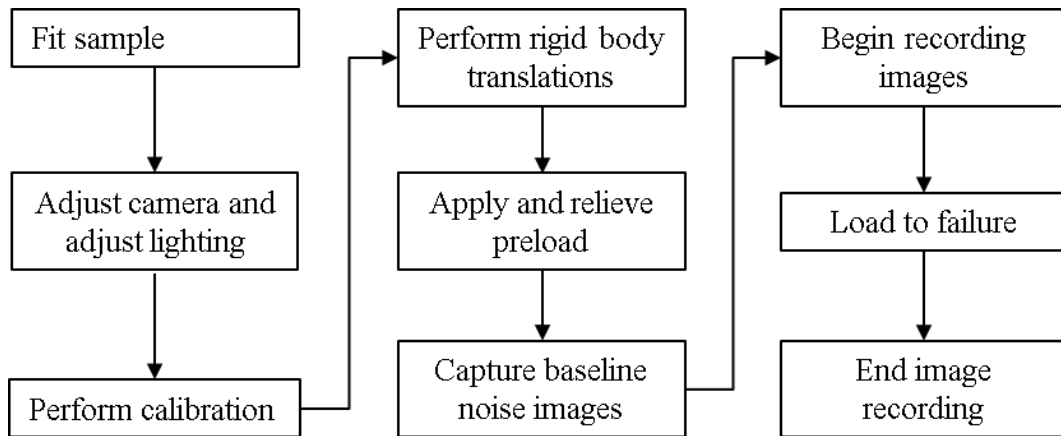 Fit sample
Adjust camera and
adjust lighting
Perform calibration
Perform rigid body
translations
Apply and relieve
preload
Capture baseline
noise images
Begin recording
images
Load to failure
End image
recording